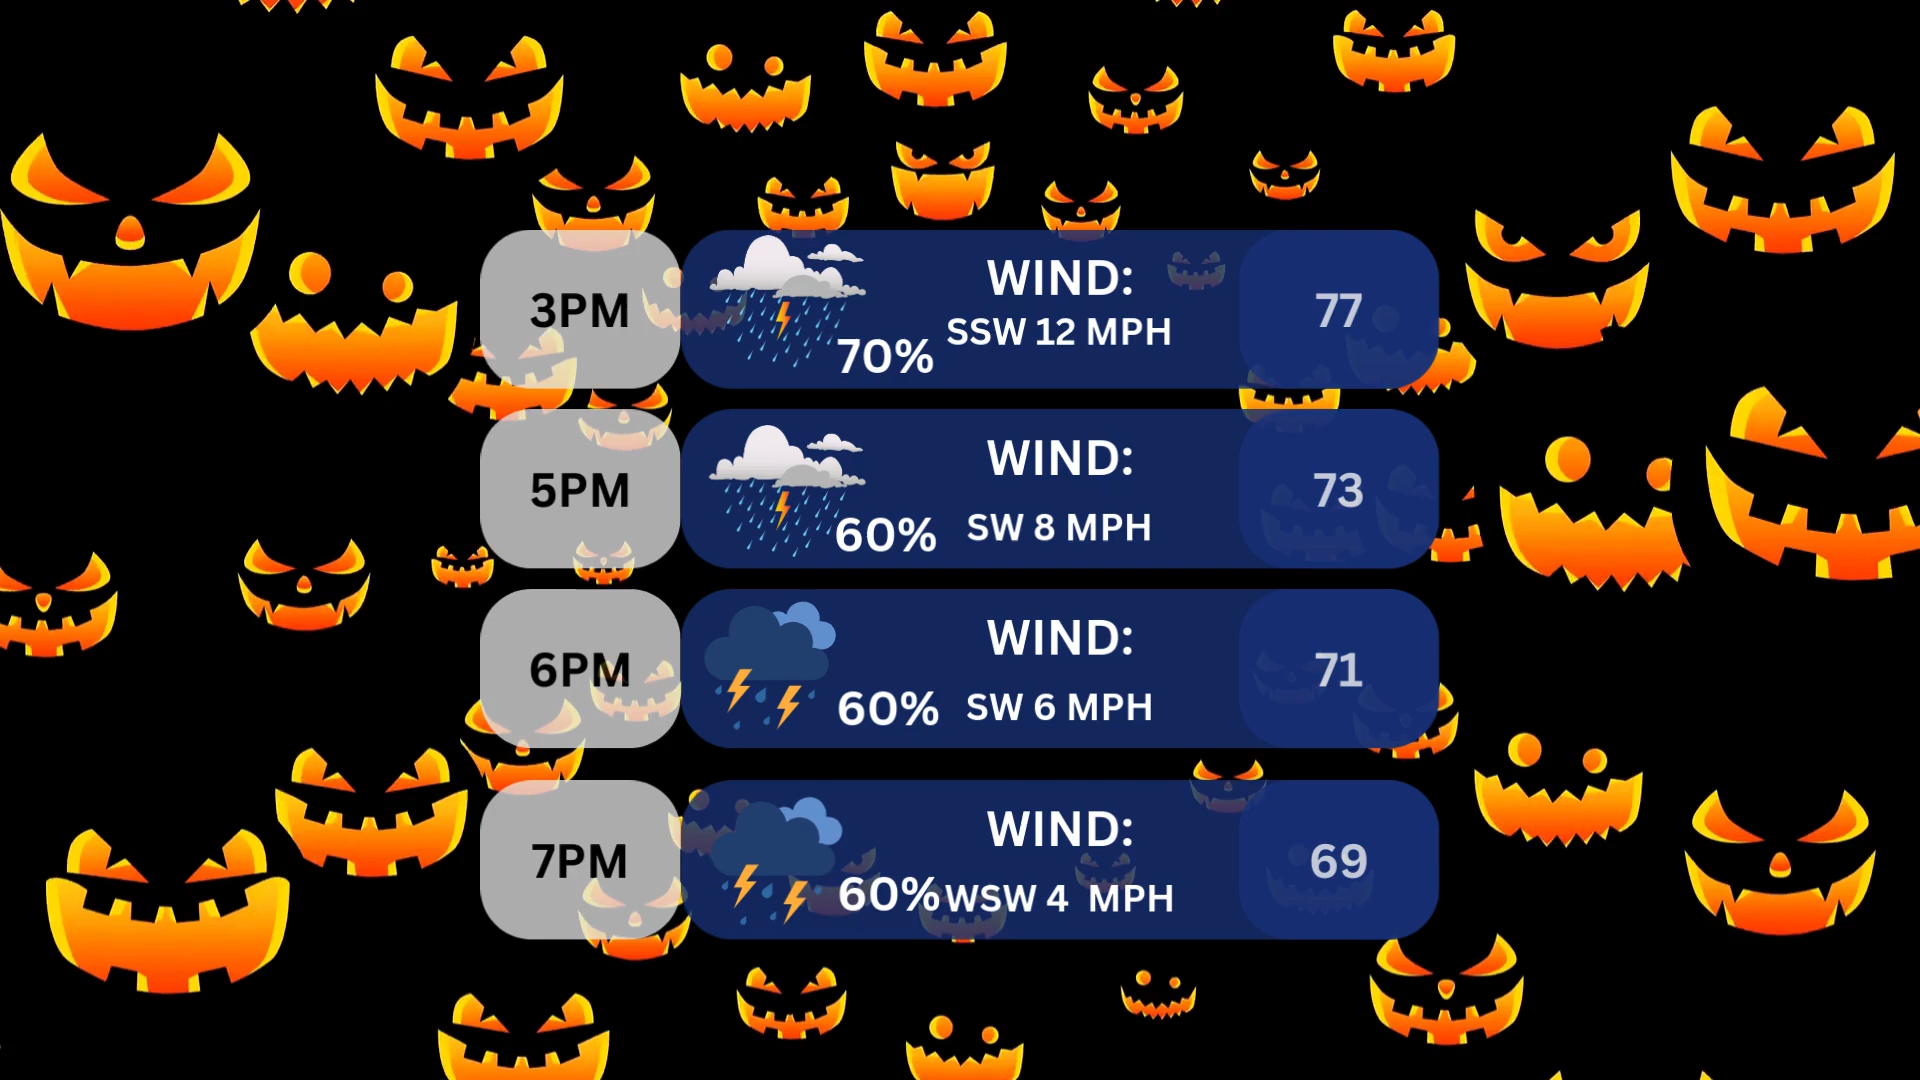 3PM
70%
WIND:
SSW 12 MPH
77
5PM
60%
WIND:
SW 8 MPH
73
6PM
60%
WIND:
SW 6 MPH
71
7PM
60%
WIND:
WSW 4 MPH
69